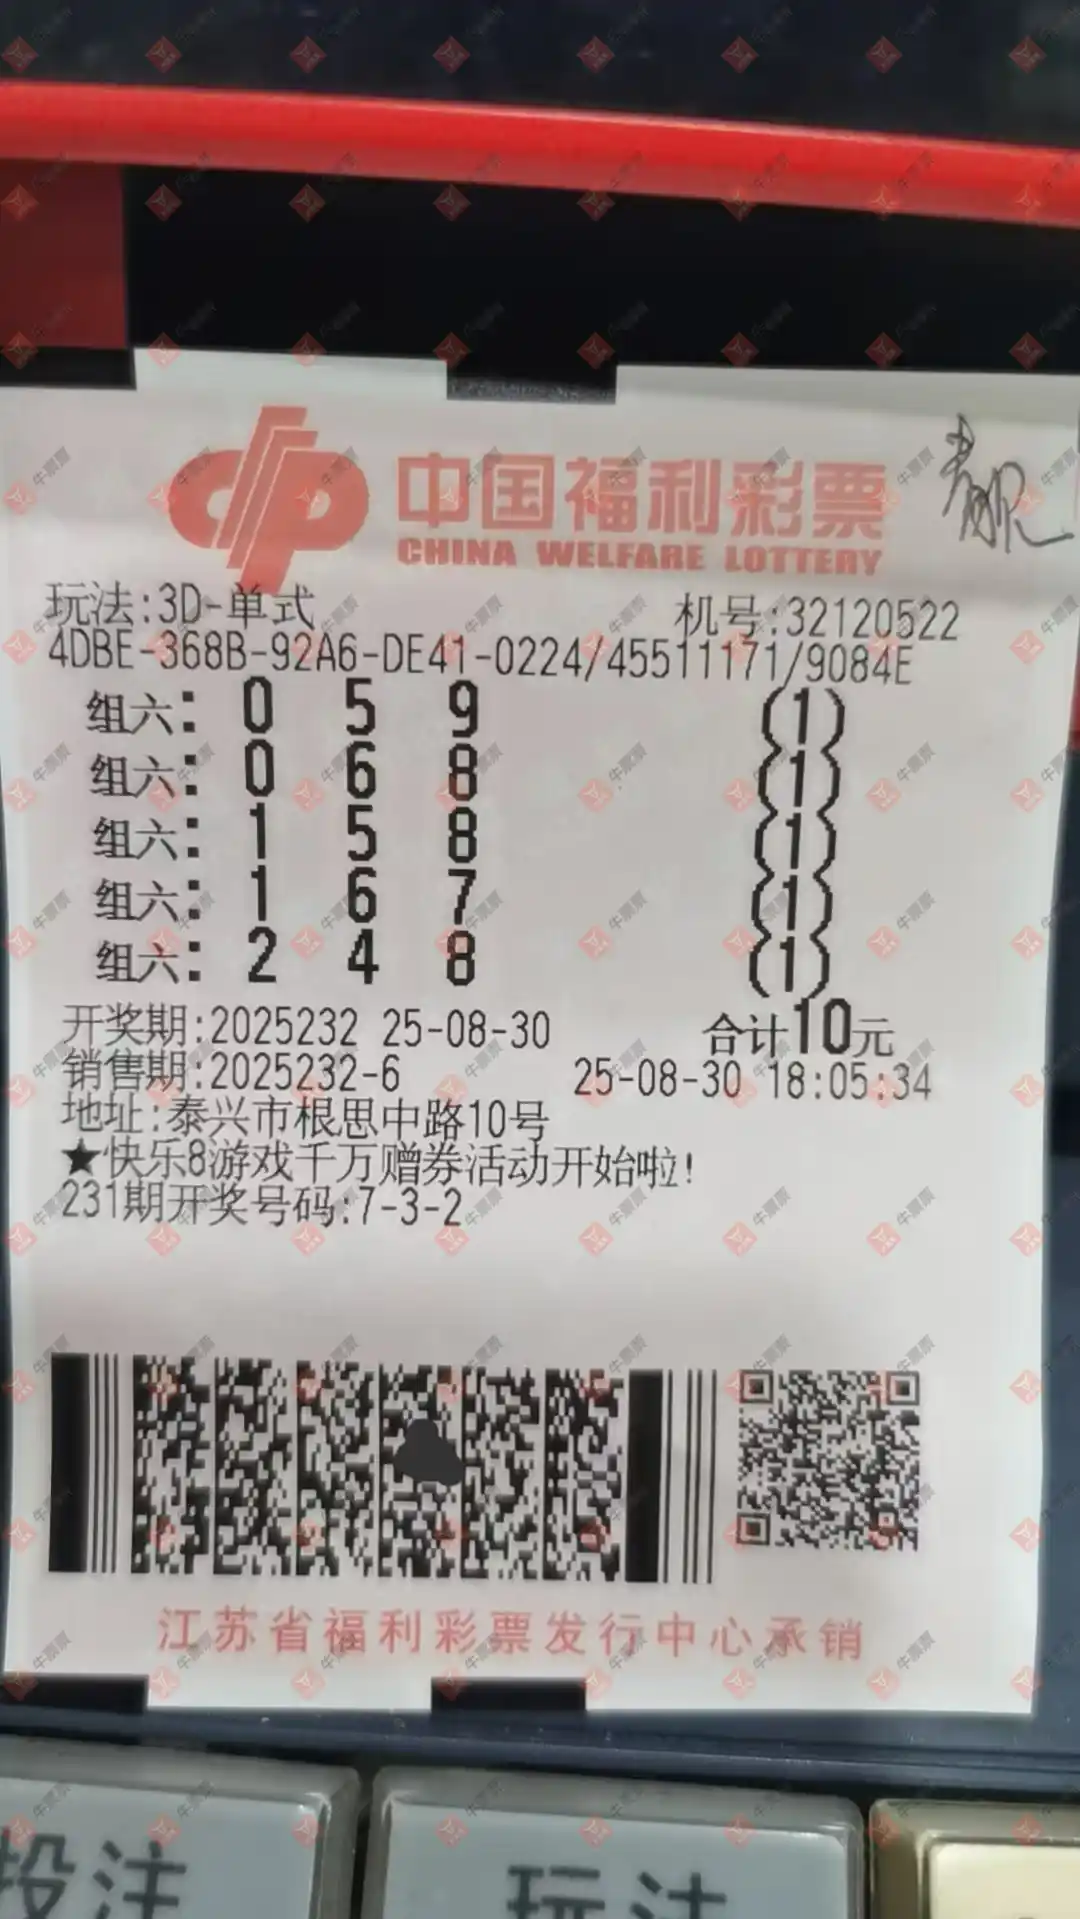 中国福利彩票
CHINA WELFARE LOTTERY
玩法:3D-单式 机号:32120522
4DBE-368B-92A6-DE41-0224/45511171/9084E
组六: 0 5 9 (1)
组六: 0 6 8 (1)
组六: 1 5 8 (1)
组六: 1 6 7 (1)
组六: 2 4 8 (1)
开奖期:2025232 25-08-30 合计10元
销售期:2025232-6 25-08-30 18:05:34
地址:泰兴市根思中路10号
★快乐8游戏千万赠券活动开始啦!
231期开奖号码:7-3-2
江苏省福利彩票发行中心承销
投注 玩法
牛票票